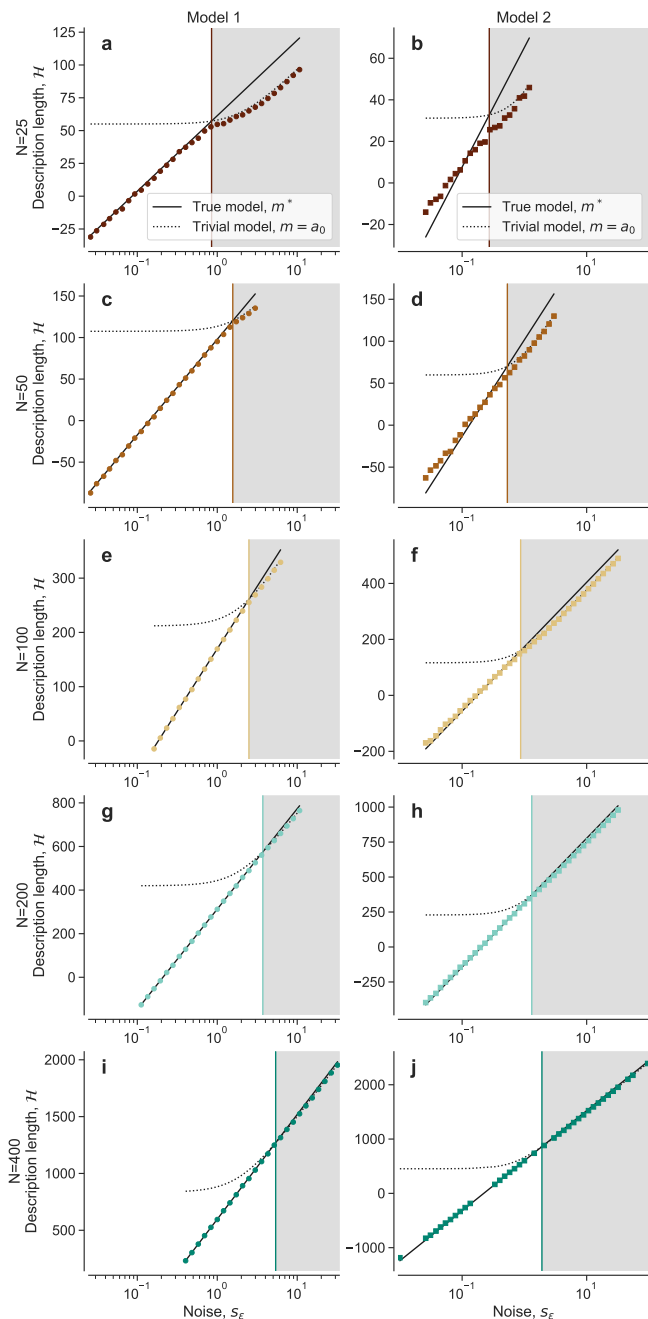 Model 1
Model 2
a
b
N=25
Description length, ℋ
125
100
75
50
25
0
−25
60
40
20
0
−20
True model, m*
Trivial model, m = a₀
True model, m*
Trivial model, m = a₀
10⁻¹ 10⁰ 10¹
10⁻¹ 10¹
c
d
N=50
Description length, ℋ
150
100
50
0
−50
150
100
50
0
−50
10⁻¹ 10⁰ 10¹
10⁻¹ 10¹
e
f
N=100
Description length, ℋ
300
200
100
0
400
200
0
−200
10⁻¹ 10⁰ 10¹
10⁻¹ 10¹
g
h
N=200
Description length, ℋ
800
600
400
200
0
1000
750
500
250
0
−250
10⁻¹ 10⁰ 10¹
10⁻¹ 10¹
i
j
N=400
Description length, ℋ
2000
1500
1000
500
2000
1000
0
−1000
10⁻¹ 10⁰ 10¹
10⁻¹ 10¹
Noise, sε
Noise, sε